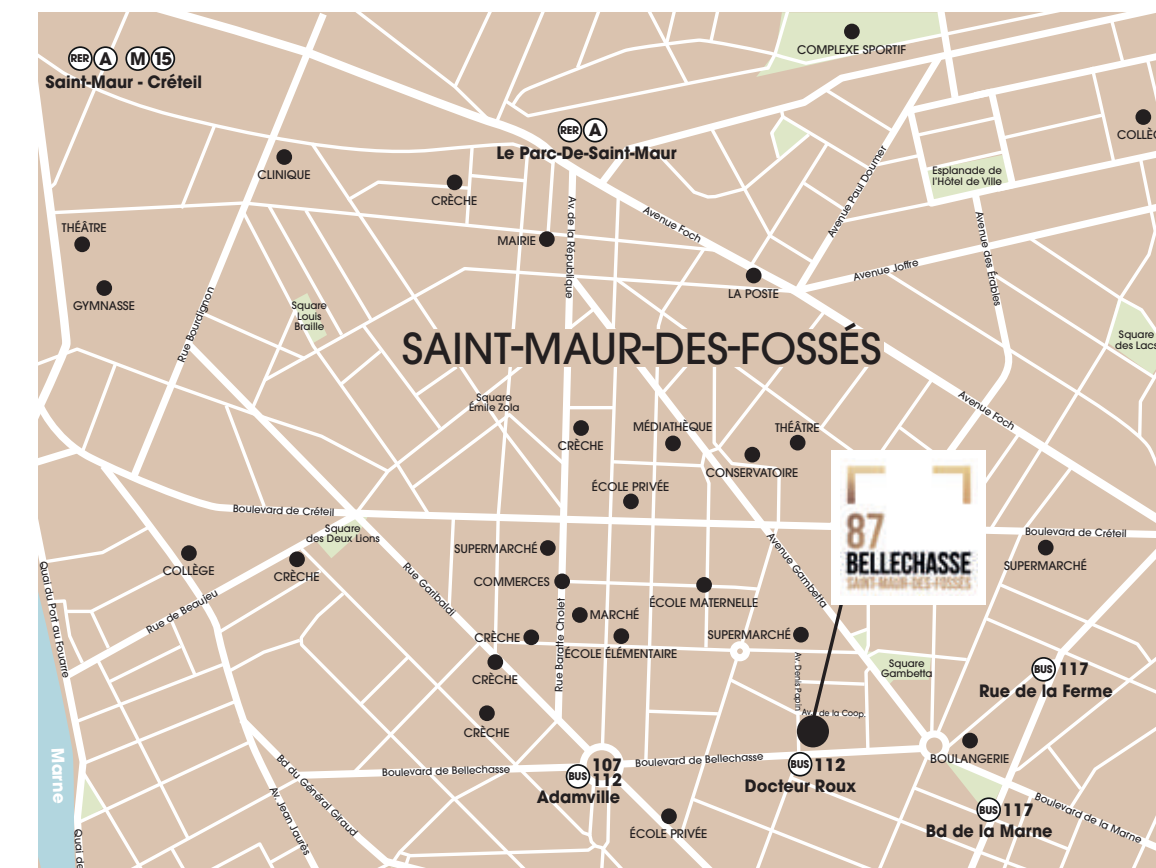 COMPLEXE SPORTIF
RER A M 15
Saint-Maur - Créteil
RER A
Le Parc-De-Saint-Maur
CLINIQUE
CRÈCHE
Esplanade de
l'Hôtel de Ville
Avenue Paul Doumer
THÉÂTRE
MAIRIE
Av. de la République
Avenue Foch
Avenue des Érables
GYMNASSE
Avenue Joffre
LA POSTE
Rue Bourdignon
Square
Louis
Braille
SAINT-MAUR-DES-FOSSÉS
Square
des Lacs
Square
Émile Zola
Avenue Foch
CRÈCHE
MÉDIATHÈQUE
THÉÂTRE
CONSERVATOIRE
ÉCOLE PRIVÉE
87
BELLECHASSE
SAINT-MAUR-DES-FOSSÉS
Boulevard de Créteil
Square
des Deux Lions
Boulevard de Créteil
SUPERMARCHÉ
SUPERMARCHÉ
COLLÈGE
CRÈCHE
COMMERCES
Avenue Gambetta
Rue Garibaldi
ÉCOLE MATERNELLE
Quai du Port au Fouarre
Rue de Beaujeu
MARCHÉ
CRÈCHE
ÉCOLE ÉLÉMENTAIRE
SUPERMARCHÉ
Rue Baratte Cholet
Square
Gambetta
BUS 117
Rue de la Ferme
CRÈCHE
Av. Denis Papin
de la Coop.
CRÈCHE
Marne
Boulevard de Bellechasse
Boulevard de Bellechasse
BOULANGERIE
BUS 107
112
Adamville
BUS 112
Docteur Roux
Bd du Général Giraud
Av. Jean Jaurès
BUS 117
Bd de la Marne
Boulevard de la Marne
ÉCOLE PRIVÉE
Quai de